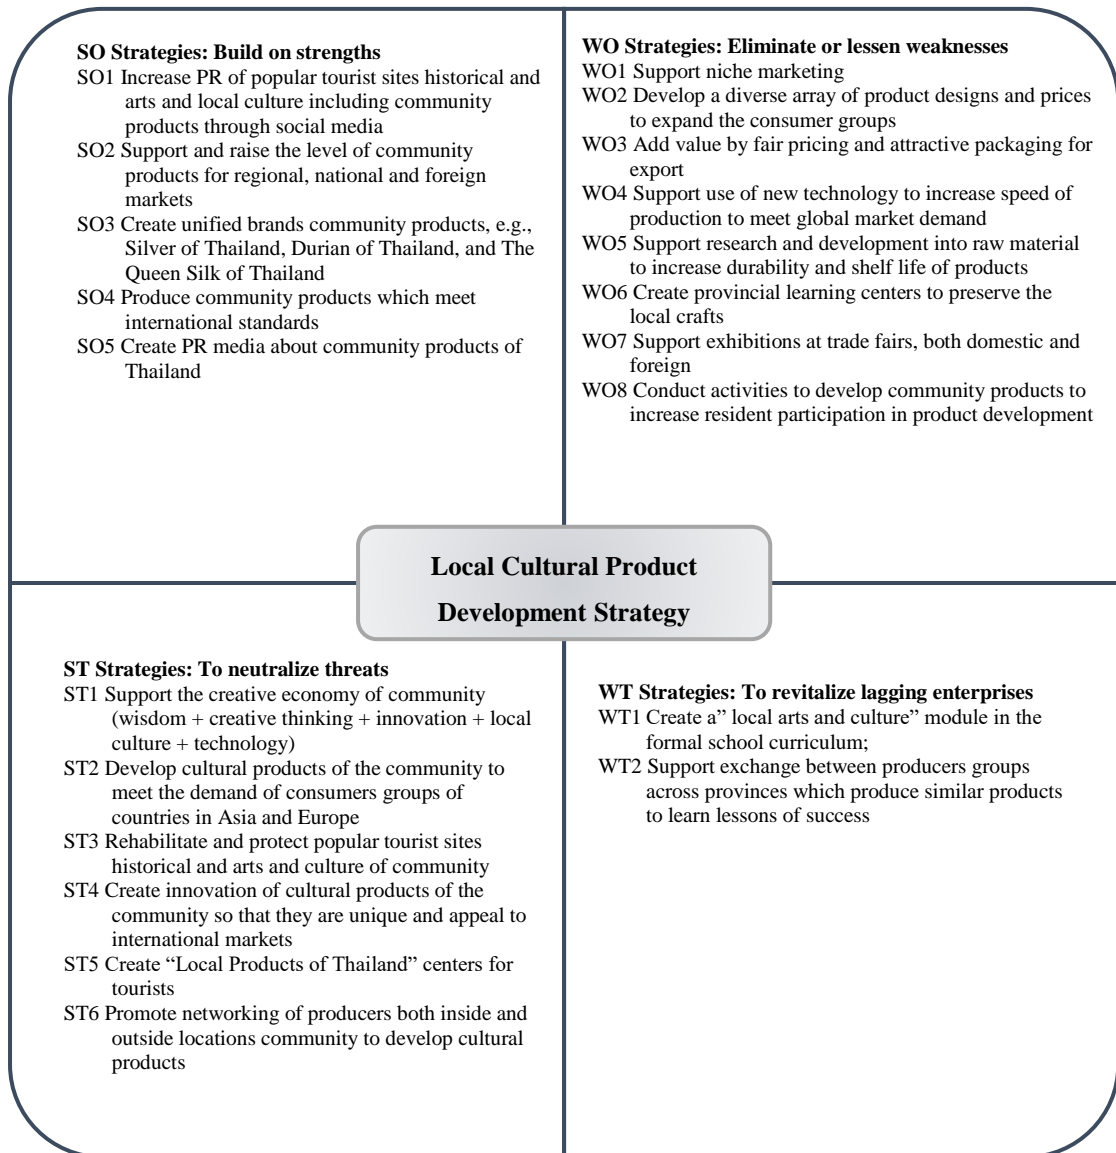 SO Strategies: Build on strengths
SO1 Increase PR of popular tourist sites historical and
arts and local culture including community
products through social media
SO2 Support and raise the level of community
products for regional, national and foreign
markets
SO3 Create unified brands community products, e.g.,
Silver of Thailand, Durian of Thailand, and The
Queen Silk of Thailand
SO4 Produce community products which meet
international standards
SO5 Create PR media about community products of
Thailand
WO Strategies: Eliminate or lessen weaknesses
WO1 Support niche marketing
WO2 Develop a diverse array of product designs and prices
to expand the consumer groups
WO3 Add value by fair pricing and attractive packaging for
export
WO4 Support use of new technology to increase speed of
production to meet global market demand
WO5 Support research and development into raw material
to increase durability and shelf life of products
WO6 Create provincial learning centers to preserve the
local crafts
WO7 Support exhibitions at trade fairs, both domestic and
foreign
WO8 Conduct activities to develop community products to
increase resident participation in product development
Local Cultural Product
Development Strategy
ST Strategies: To neutralize threats
ST1 Support the creative economy of community
(wisdom + creative thinking + innovation + local
culture + technology)
ST2 Develop cultural products of the community to
meet the demand of consumers groups of
countries in Asia and Europe
ST3 Rehabilitate and protect popular tourist sites
historical and arts and culture of community
ST4 Create innovation of cultural products of the
community so that they are unique and appeal to
international markets
ST5 Create “Local Products of Thailand” centers for
tourists
ST6 Promote networking of producers both inside and
outside locations community to develop cultural
products
WT Strategies: To revitalize lagging enterprises
WT1 Create a” local arts and culture” module in the
formal school curriculum;
WT2 Support exchange between producers groups
across provinces which produce similar products
to learn lessons of success